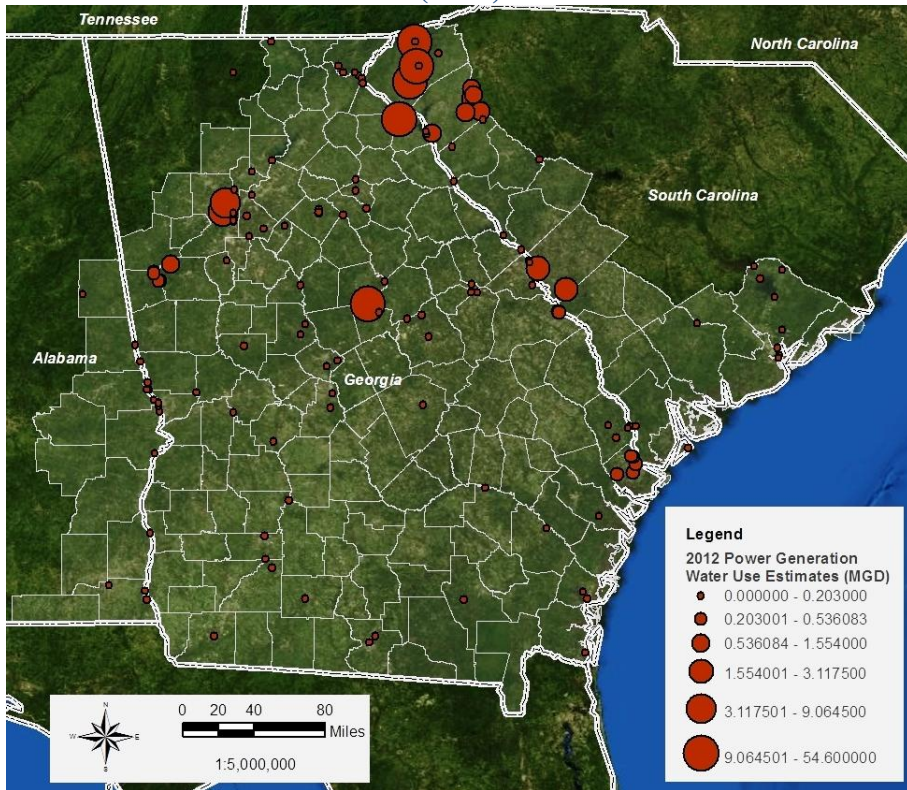 Tennessee
North Carolina
South Carolina
Alabama
Georgia
Legend
2012 Power Generation
Water Use Estimates (MGD)
0.000000 - 0.203000
0.203001 - 0.536083
0.536084 - 1.554000
1.554001 - 3.117500
3.117501 - 9.064500
9.064501 - 54.600000
N
W E
S
0 20 40 80
Miles
1:5,000,000